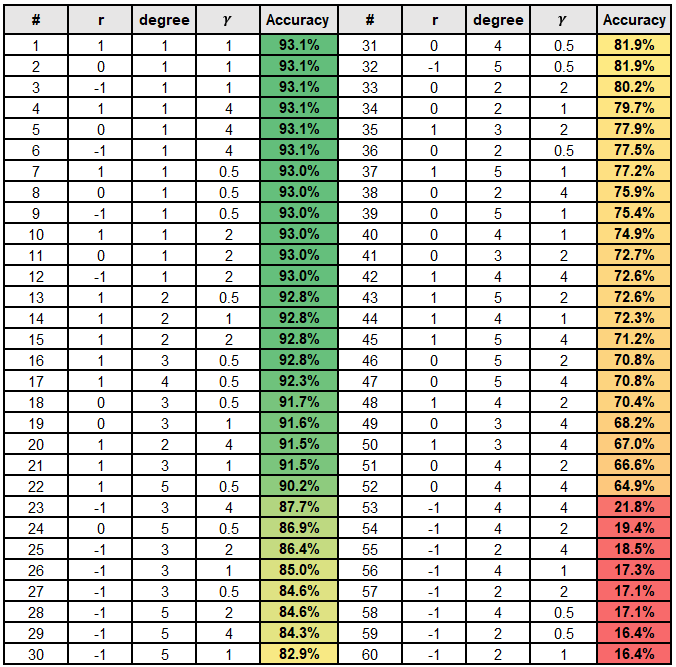 # r degree γ Accuracy # r degree γ Accuracy
1 1 1 1 93.1% 31 0 4 0.5 81.9%
2 0 1 1 93.1% 32 -1 5 0.5 81.9%
3 -1 1 1 93.1% 33 0 2 2 80.2%
4 1 1 4 93.1% 34 0 2 1 79.7%
5 0 1 4 93.1% 35 1 3 2 77.9%
6 -1 1 4 93.1% 36 0 2 0.5 77.5%
7 1 1 0.5 93.0% 37 1 5 1 77.2%
8 0 1 0.5 93.0% 38 0 2 4 75.9%
9 -1 1 0.5 93.0% 39 0 5 1 75.4%
10 1 1 2 93.0% 40 0 4 1 74.9%
11 0 1 2 93.0% 41 0 3 2 72.7%
12 -1 1 2 93.0% 42 1 4 4 72.6%
13 1 2 0.5 92.8% 43 1 5 2 72.6%
14 1 2 1 92.8% 44 1 4 1 72.3%
15 1 2 2 92.8% 45 1 5 4 71.2%
16 1 3 0.5 92.8% 46 0 5 2 70.8%
17 1 4 0.5 92.3% 47 0 5 4 70.8%
18 0 3 0.5 91.7% 48 1 4 2 70.4%
19 0 3 1 91.6% 49 0 3 4 68.2%
20 1 2 4 91.5% 50 1 3 4 67.0%
21 1 3 1 91.5% 51 0 4 2 66.6%
22 1 5 0.5 90.2% 52 0 4 4 64.9%
23 -1 3 4 87.7% 53 -1 4 4 21.8%
24 0 5 0.5 86.9% 54 -1 4 2 19.4%
25 -1 3 2 86.4% 55 -1 2 4 18.5%
26 -1 3 1 85.0% 56 -1 4 1 17.3%
27 -1 3 0.5 84.6% 57 -1 2 2 17.1%
28 -1 5 2 84.6% 58 -1 4 0.5 17.1%
29 -1 5 4 84.3% 59 -1 2 0.5 16.4%
30 -1 5 1 82.9% 60 -1 2 1 16.4%